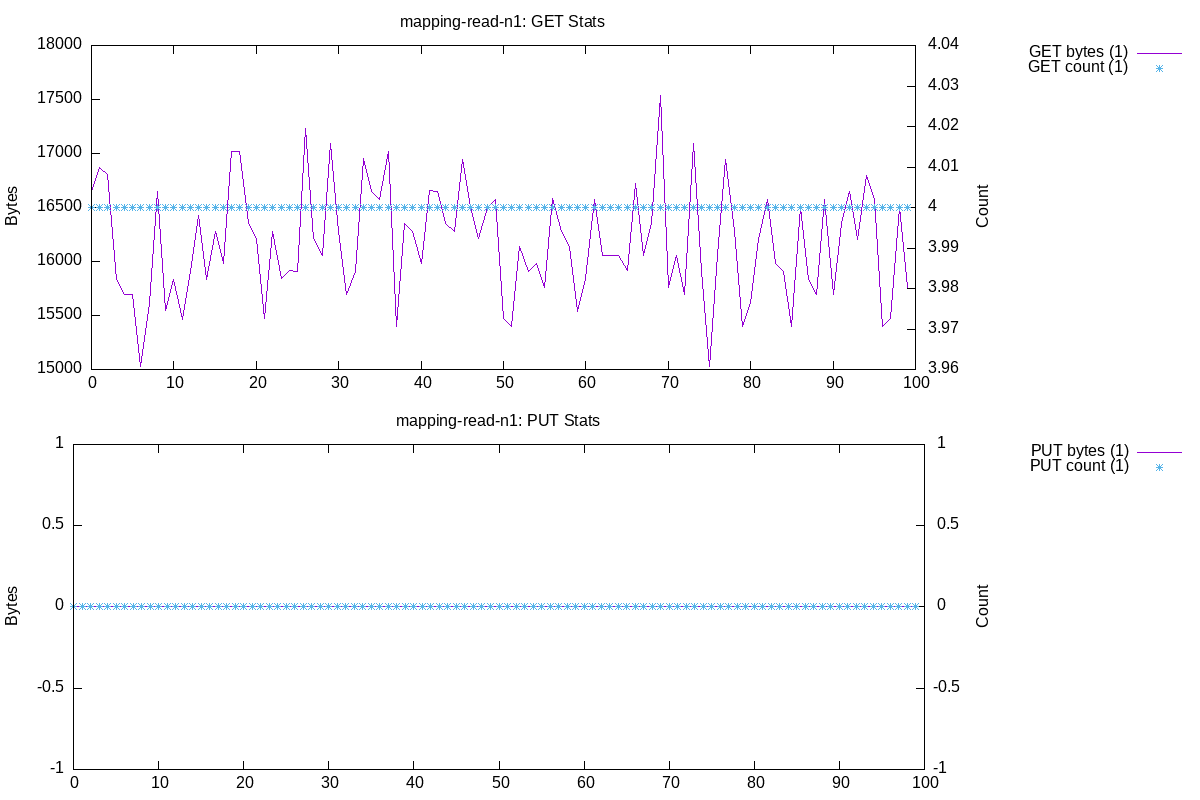 mapping-read-n1: GET Stats
18000
17500
17000
16500
16000
15500
15000
Bytes
4.04
4.03
4.02
4.01
4
3.99
3.98
3.97
3.96
Count
0 10 20 30 40 50 60 70 80 90 100
GET bytes (1)
GET count (1)
mapping-read-n1: PUT Stats
1
0.5
0
-0.5
-1
Bytes
1
0.5
0
-0.5
-1
Count
0 10 20 30 40 50 60 70 80 90 100
PUT bytes (1)
PUT count (1)